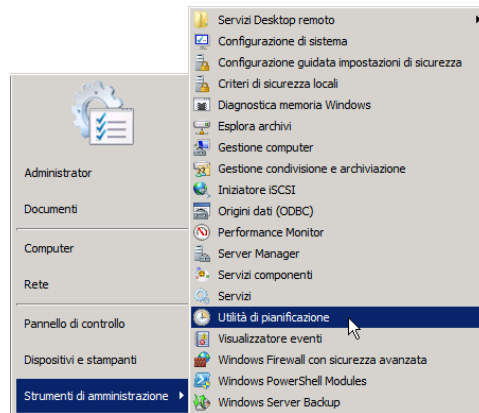 Administrator
Documenti
Computer
Rete
Pannello di controllo
Dispositivi e stampanti
Strumenti di amministrazione
Servizi Desktop remoto
Configurazione di sistema
Configurazione guidata impostazioni di sicurezza
Criteri di sicurezza locali
Diagnostica memoria Windows
Esplora archivi
Gestione computer
Gestione condivisione e archiviazione
Iniziatore iSCSI
Origini dati (ODBC)
Performance Monitor
Server Manager
Servizi componenti
Servizi
Utilità di pianificazione
Visualizzatore eventi
Windows Firewall con sicurezza avanzata
Windows PowerShell Modules
Windows Server Backup